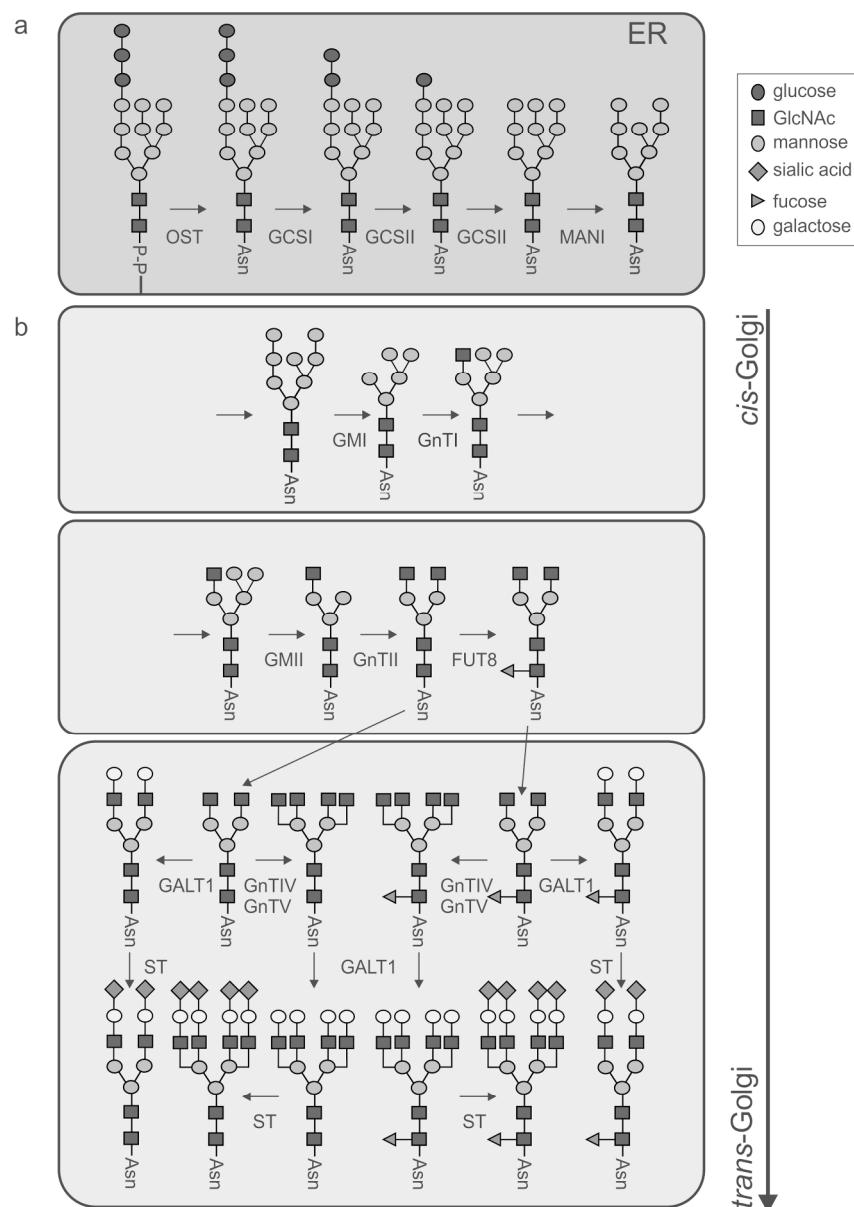 a
ER
glucose
GlcNAc
mannose
sialic acid
fucose
galactose
OST
GCSI
GCSII
GCSII
MANI
P-P
Asn
Asn
Asn
Asn
Asn
b
cis-Golgi
GMI
GnTI
Asn
Asn
Asn
GMII
GnTII
FUT8
Asn
Asn
Asn
Asn
GALT1
GnTIV
GnTV
GnTIV
GnTV
GALT1
Asn
Asn
Asn
Asn
Asn
Asn
ST
GALT1
ST
ST
ST
Asn
Asn
Asn
Asn
Asn
Asn
trans-Golgi